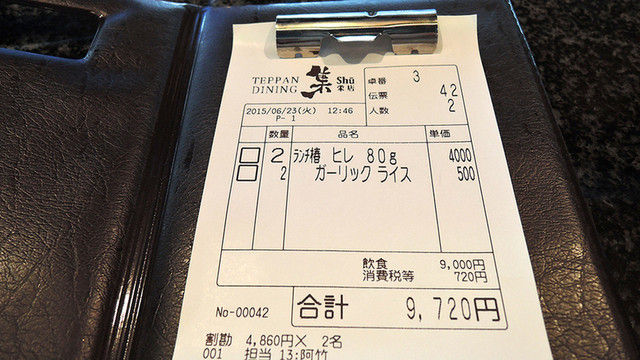 TEPPAN DINING 集 Shū 栄店
卓番 3
伝票 42
人数 2
2015/06/23(火) 12:46
P- 1
数量 品名 単価
2 ランチ椿 ヒレ 80g 4000
2 ガーリック ライス 500
飲食 9,000円
消費税等 720円
No-00042 合計 9,720円
割勘 4,860円× 2名
001 担当 13:阿竹